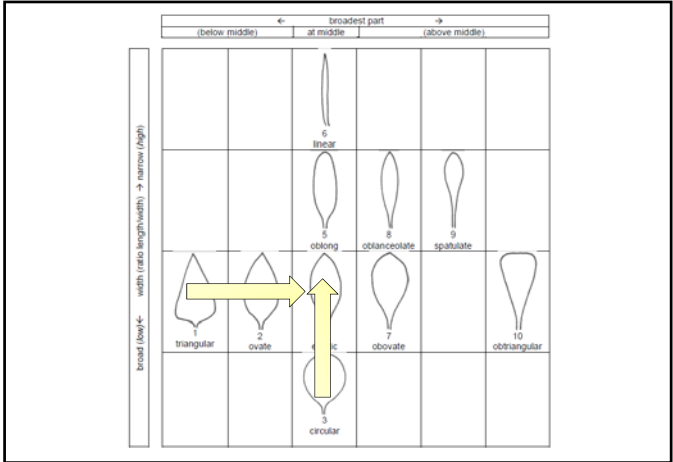 ← broadest part →
(below middle) at middle (above middle)
broad (low) ← width (ratio length/width) → narrow (high)
6
linear
5 8 9
oblong oblanceolate spatulate
1 2 7 10
triangular ovate obovate obtriangular
3
circular